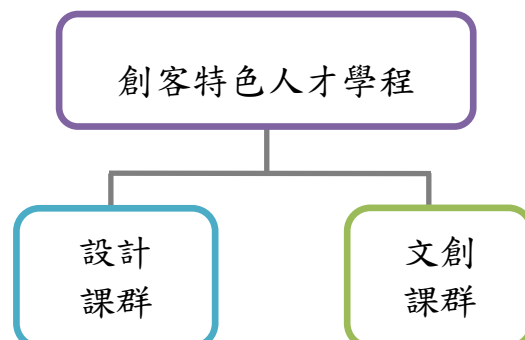 創客特色人才學程
設計
課群
文創
課群